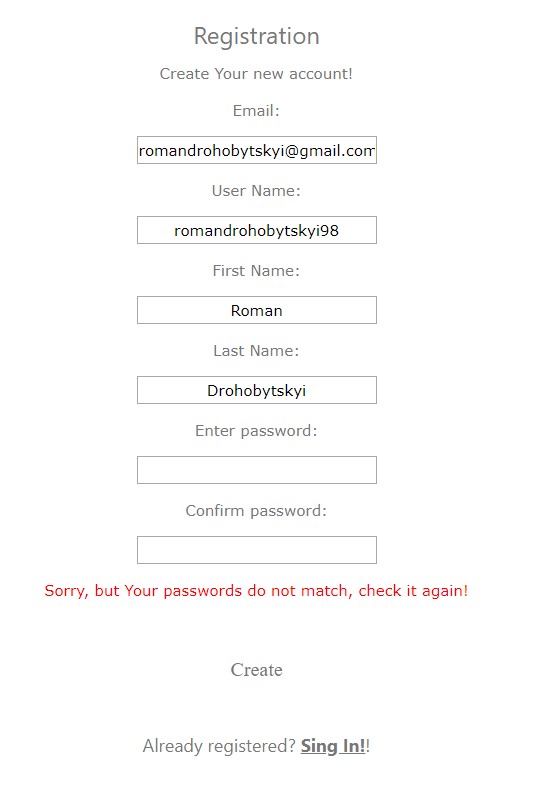 Registration
Create Your new account!
Email:
romandrohobytskyi@gmail.com
User Name:
romandrohobytskyi98
First Name:
Roman
Last Name:
Drohobytskyi
Enter password:
Confirm password:
Sorry, but Your passwords do not match, check it again!
Create
Already registered? Sing In!!